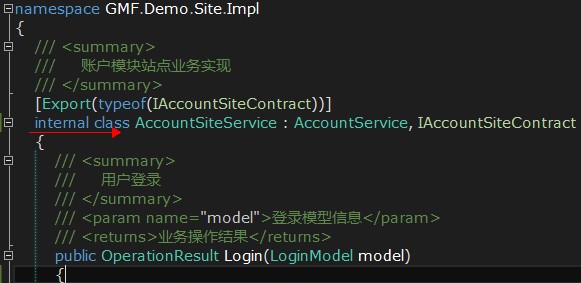 namespace GMF.Demo.Site.Impl
{
/// <summary>
/// 账户模块站点业务实现
/// </summary>
[Export(typeof(IAccountSiteContract))]
internal class AccountSiteService : AccountService, IAccountSiteContract
{
/// <summary>
/// 用户登录
/// </summary>
/// <param name="model">登录模型信息</param>
/// <returns>业务操作结果</returns>
public OperationResult Login(LoginModel model)
{